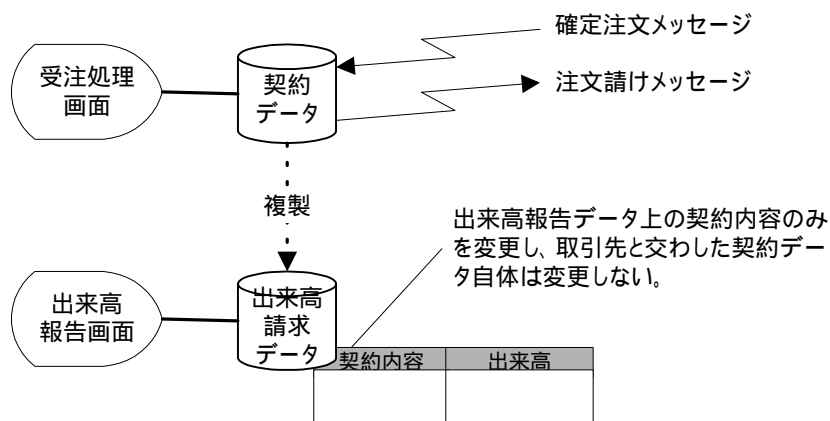 確定注文メッセージ
受注処理
画面
契約
データ
注文請けメッセージ
複製
出来高報告データ上の契約内容のみ
を変更し、取引先と交わした契約デー
タ自体は変更しない。
出来高
報告画面
出来高
請求
データ
契約内容
出来高